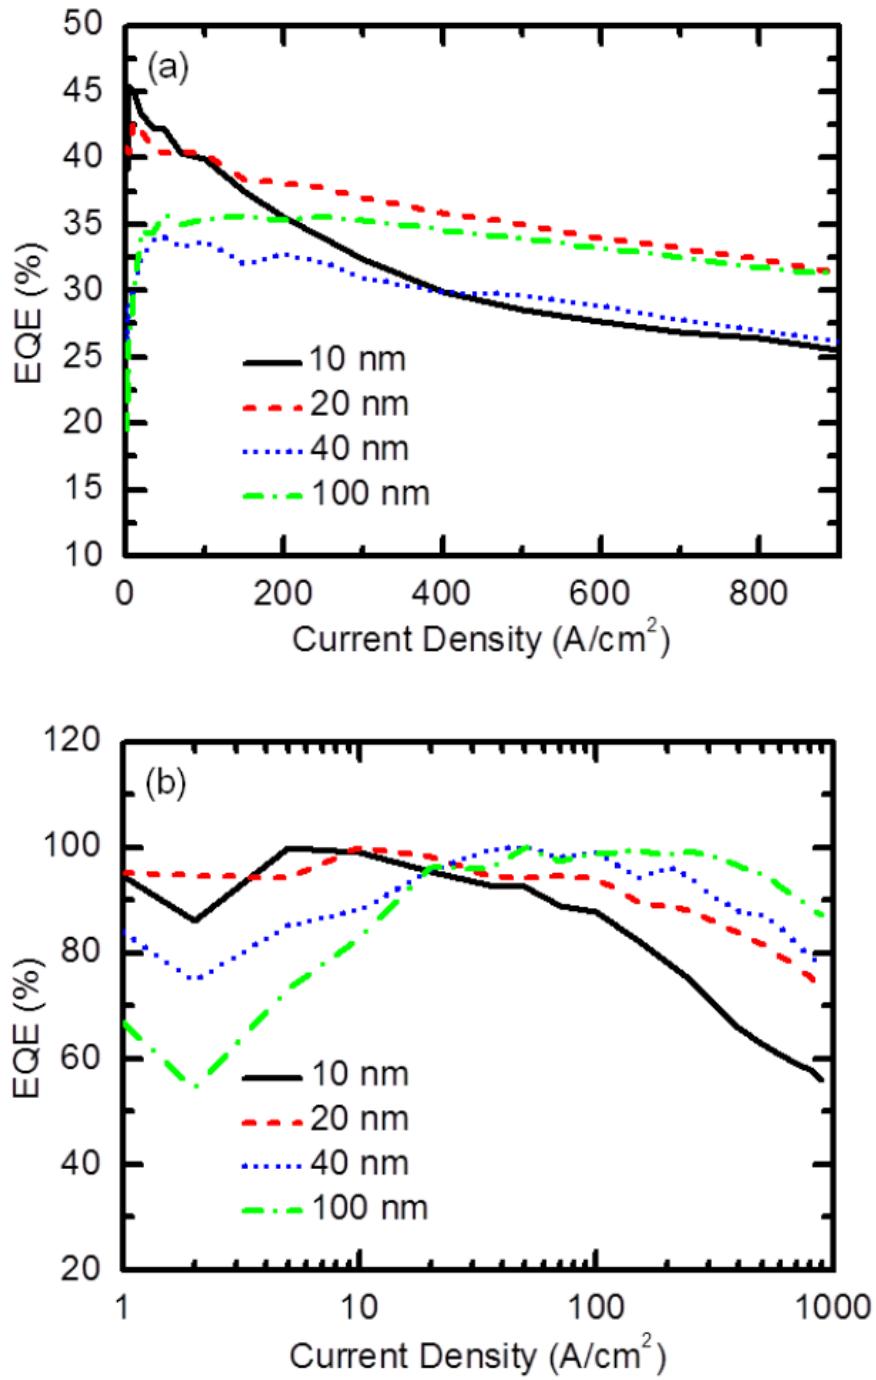 (a)
EQE (%)
50
45
40
35
30
25
20
15
10
10 nm
20 nm
40 nm
100 nm
0 200 400 600 800
Current Density (A/cm²)
(b)
EQE (%)
120
100
80
60
40
20
10 nm
20 nm
40 nm
100 nm
1 10 100 1000
Current Density (A/cm²)